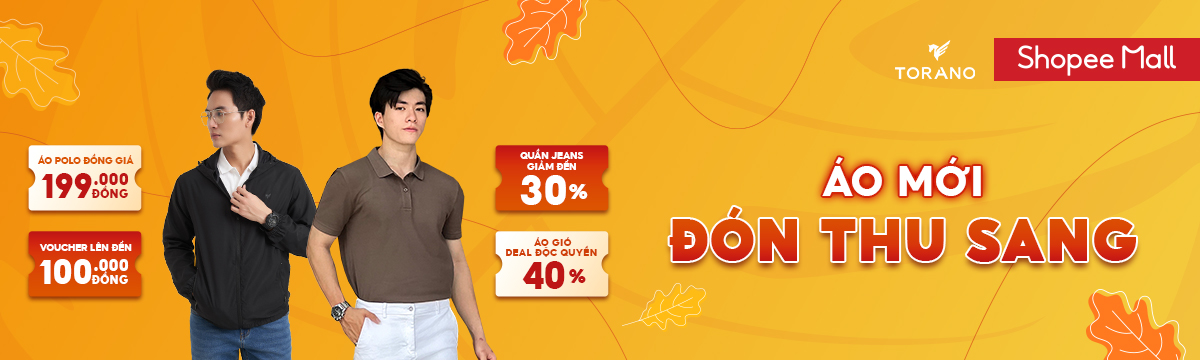 TORANO
Shopee Mall
ÁO POLO ĐỒNG GIÁ
199.000
ĐỒNG
VOUCHER LÊN ĐẾN
100.000
ĐỒNG
QUẦN JEANS
GIẢM ĐẾN
30%
ÁO GIÓ
DEAL ĐỘC QUYỀN
40%
ÁO MỚI
ĐÓN THU SANG